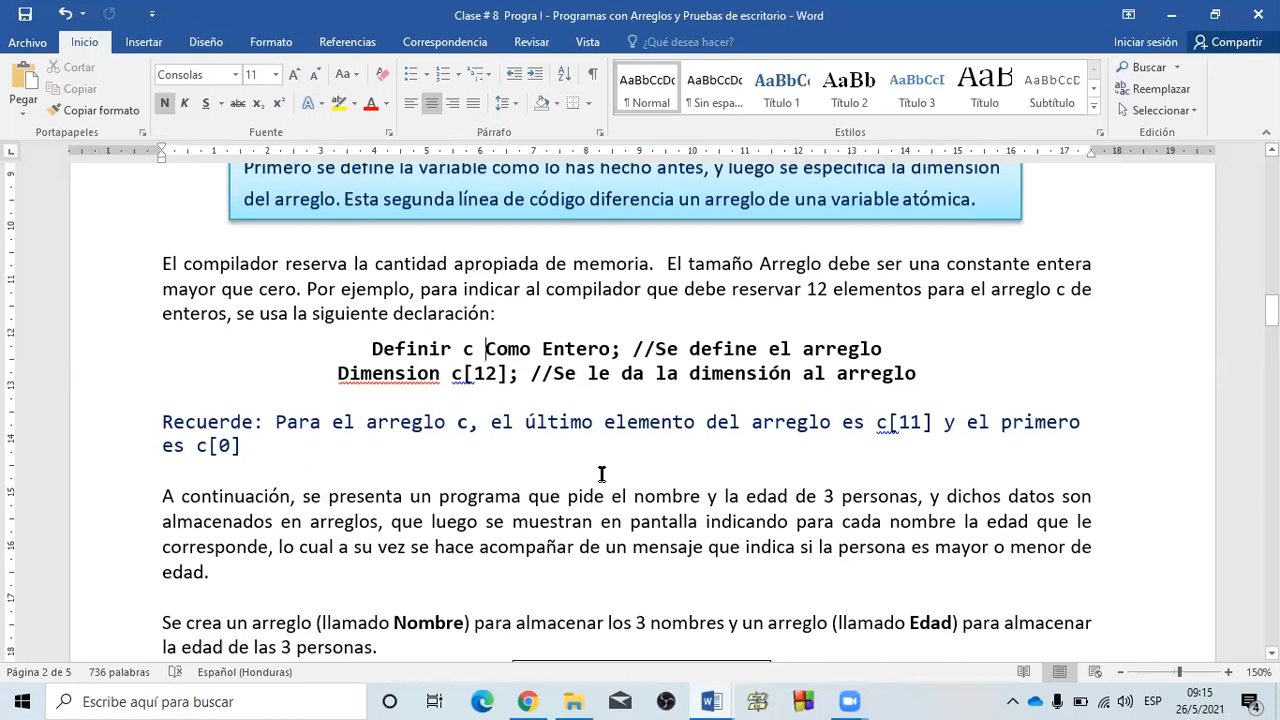 Clase # 8 Progra I - Programas con Arreglos y Pruebas de escritorio - Word
Archivo Inicio Insertar Diseño Formato Referencias Correspondencia Revisar Vista ¿Qué desea hacer? Iniciar sesión Compartir
Pegar
Cortar
Copiar
Copiar formato
Portapapeles
Consolas 11
N K S abc x₂ x²
Fuente
Párrafo
AaBbCcDc
¶ Normal
AaBbCcDc
¶ Sin espa...
AaBbC
Título 1
AaBb
Título 2
AaBbCcI
Título 3
AaB
Título
AaBbCcDc
Subtítulo
Estilos
Buscar
Reemplazar
Seleccionar
Edición
Primero se define la variable como lo has hecho antes, y luego se especifica la dimensión
del arreglo. Esta segunda línea de código diferencia un arreglo de una variable atómica.
El compilador reserva la cantidad apropiada de memoria. El tamaño Arreglo debe ser una constante entera
mayor que cero. Por ejemplo, para indicar al compilador que debe reservar 12 elementos para el arreglo c de
enteros, se usa la siguiente declaración:
Definir c Como Entero; //Se define el arreglo
Dimension c[12]; //Se le da la dimensión al arreglo
Recuerde: Para el arreglo c, el último elemento del arreglo es c[11] y el primero
es c[0]
A continuación, se presenta un programa que pide el nombre y la edad de 3 personas, y dichos datos son
almacenados en arreglos, que luego se muestran en pantalla indicando para cada nombre la edad que le
corresponde, lo cual a su vez se hace acompañar de un mensaje que indica si la persona es mayor o menor de
edad.
Se crea un arreglo (llamado Nombre) para almacenar los 3 nombres y un arreglo (llamado Edad) para almacenar
la edad de las 3 personas.
Página 2 de 5 736 palabras Español (Honduras) 150%
Escribe aquí para buscar
ESP
09:15
26/5/2021
4